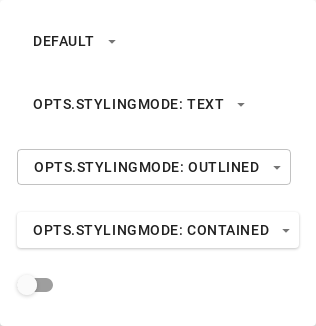 DEFAULT
OPTS.STYLINGMODE: TEXT
OPTS.STYLINGMODE: OUTLINED
OPTS.STYLINGMODE: CONTAINED